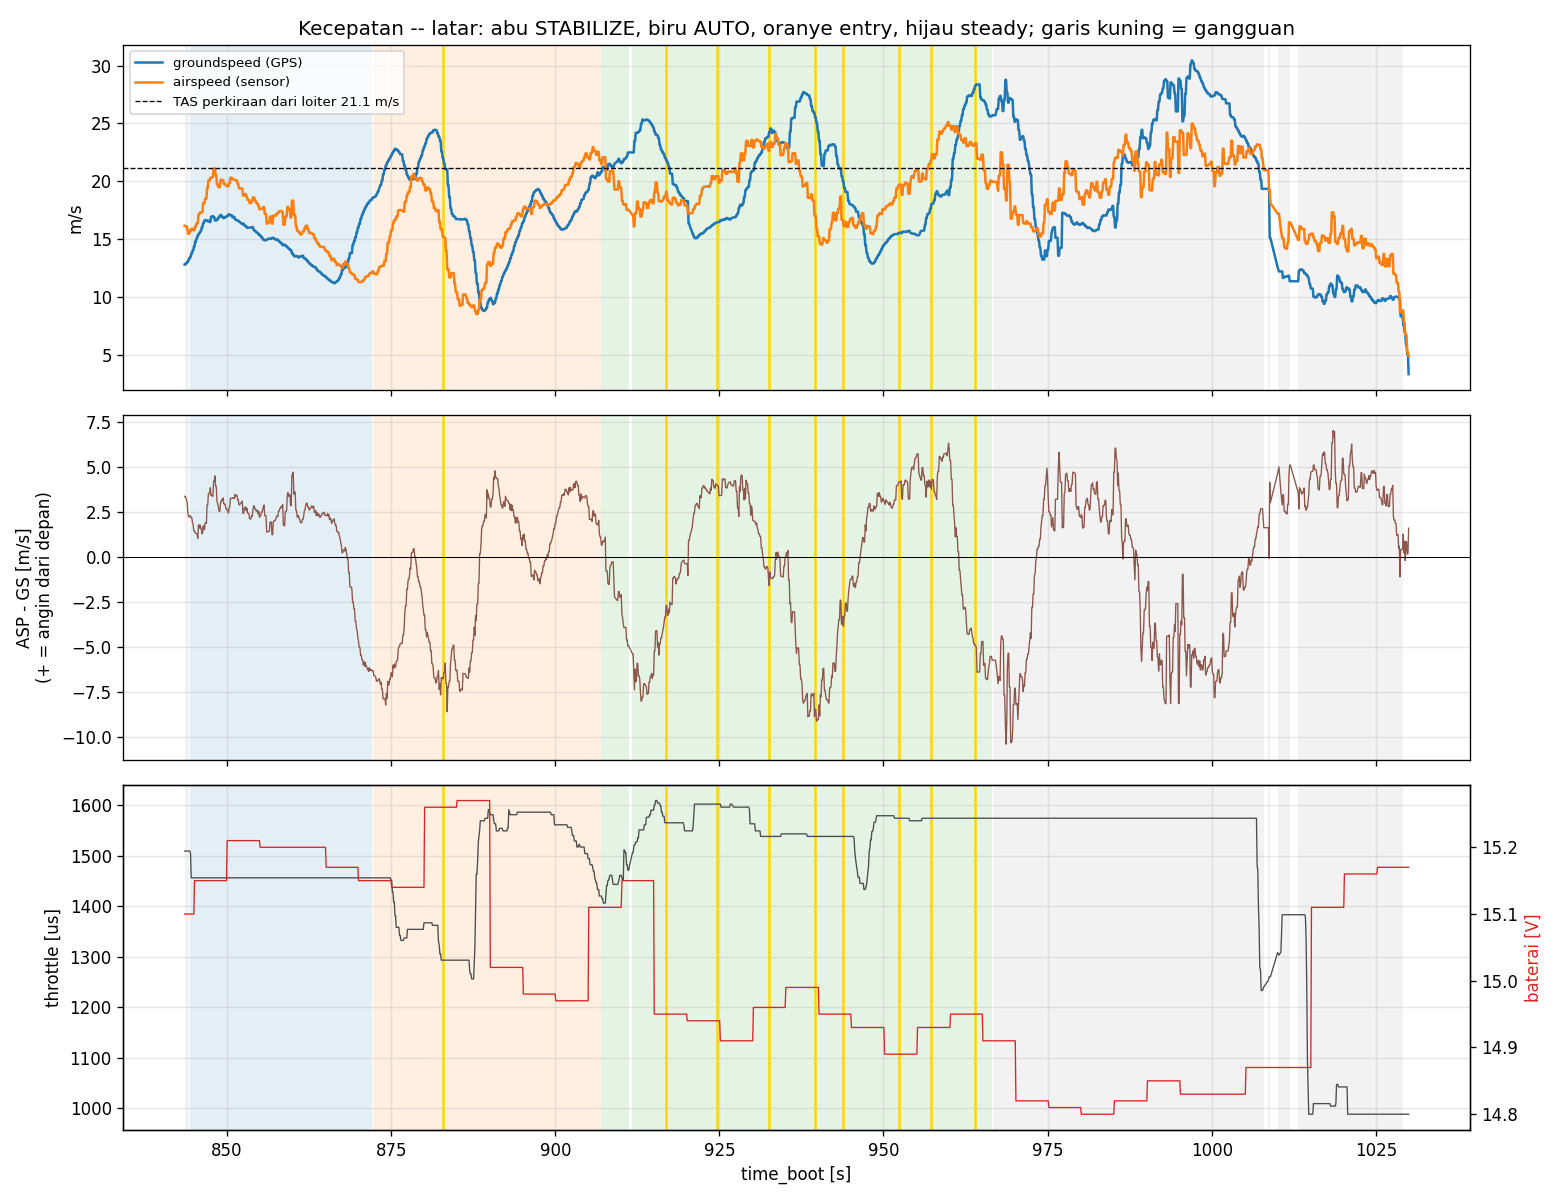 Kecepatan -- latar: abu STABILIZE, biru AUTO, oranye entry, hijau steady; garis kuning = gangguan
groundspeed (GPS)
airspeed (sensor)
TAS perkiraan dari loiter 21.1 m/s
30
25
20
15
10
5
m/s
7.5
5.0
2.5
0.0
−2.5
−5.0
−7.5
−10.0
ASP - GS [m/s]
(+ = angin dari depan)
1600
1500
1400
1300
1200
1100
1000
throttle [us]
15.2
15.1
15.0
14.9
14.8
baterai [V]
850 875 900 925 950 975 1000 1025
time_boot [s]